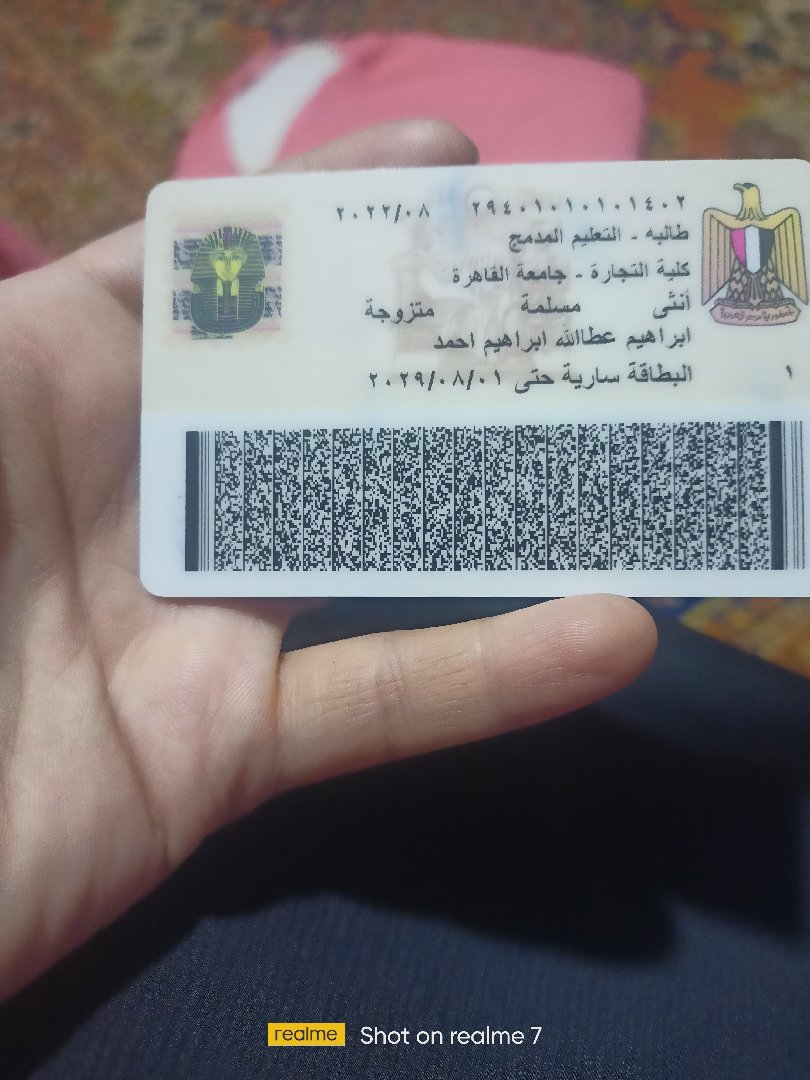 ٢٩٤٠١٠١٠١٠١٤٠٢ ٢٠٢٢/٠٨
طالبه - التعليم المدمج
كلية التجارة - جامعة القاهرة
أنثى مسلمة متزوجة
ابراهيم عطاالله ابراهيم احمد
البطاقة سارية حتى ٢٠٢٩/٠٨/٠١
١
realme Shot on realme 7